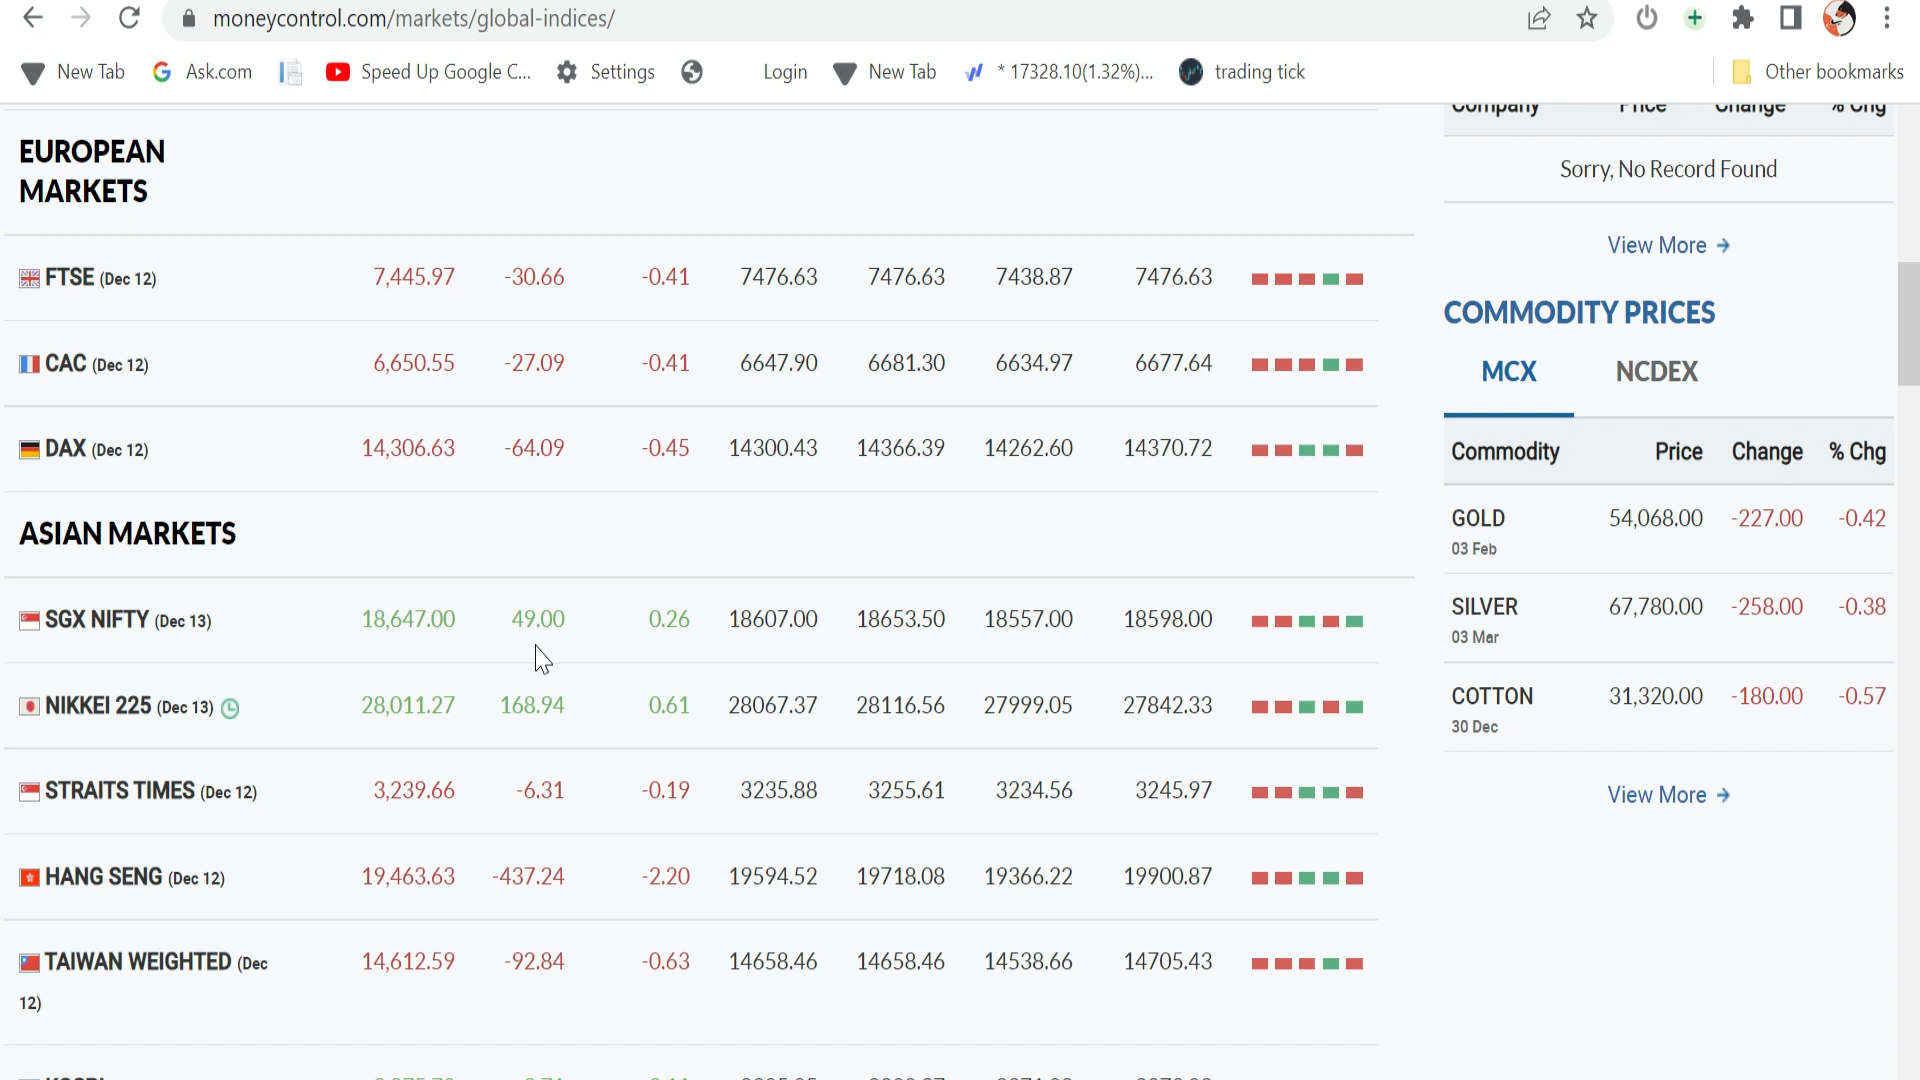 moneycontrol.com/markets/global-indices/
New Tab Ask.com Speed Up Google C... Settings Login New Tab * 17328.10(1.32%)... trading tick Other bookmarks
Company Price Change % Chg
Sorry, No Record Found
View More
EUROPEAN
MARKETS
FTSE (Dec 12) 7,445.97 -30.66 -0.41 7476.63 7476.63 7438.87 7476.63
CAC (Dec 12) 6,650.55 -27.09 -0.41 6647.90 6681.30 6634.97 6677.64
DAX (Dec 12) 14,306.63 -64.09 -0.45 14300.43 14366.39 14262.60 14370.72
ASIAN MARKETS
SGX NIFTY (Dec 13) 18,647.00 49.00 0.26 18607.00 18653.50 18557.00 18598.00
NIKKEI 225 (Dec 13) 28,011.27 168.94 0.61 28067.37 28116.56 27999.05 27842.33
STRAITS TIMES (Dec 12) 3,239.66 -6.31 -0.19 3235.88 3255.61 3234.56 3245.97
HANG SENG (Dec 12) 19,463.63 -437.24 -2.20 19594.52 19718.08 19366.22 19900.87
TAIWAN WEIGHTED (Dec 14,612.59 -92.84 -0.63 14658.46 14658.46 14538.66 14705.43
12)
COMMODITY PRICES
MCX NCDEX
Commodity Price Change % Chg
GOLD 54,068.00 -227.00 -0.42
03 Feb
SILVER 67,780.00 -258.00 -0.38
03 Mar
COTTON 31,320.00 -180.00 -0.57
30 Dec
View More